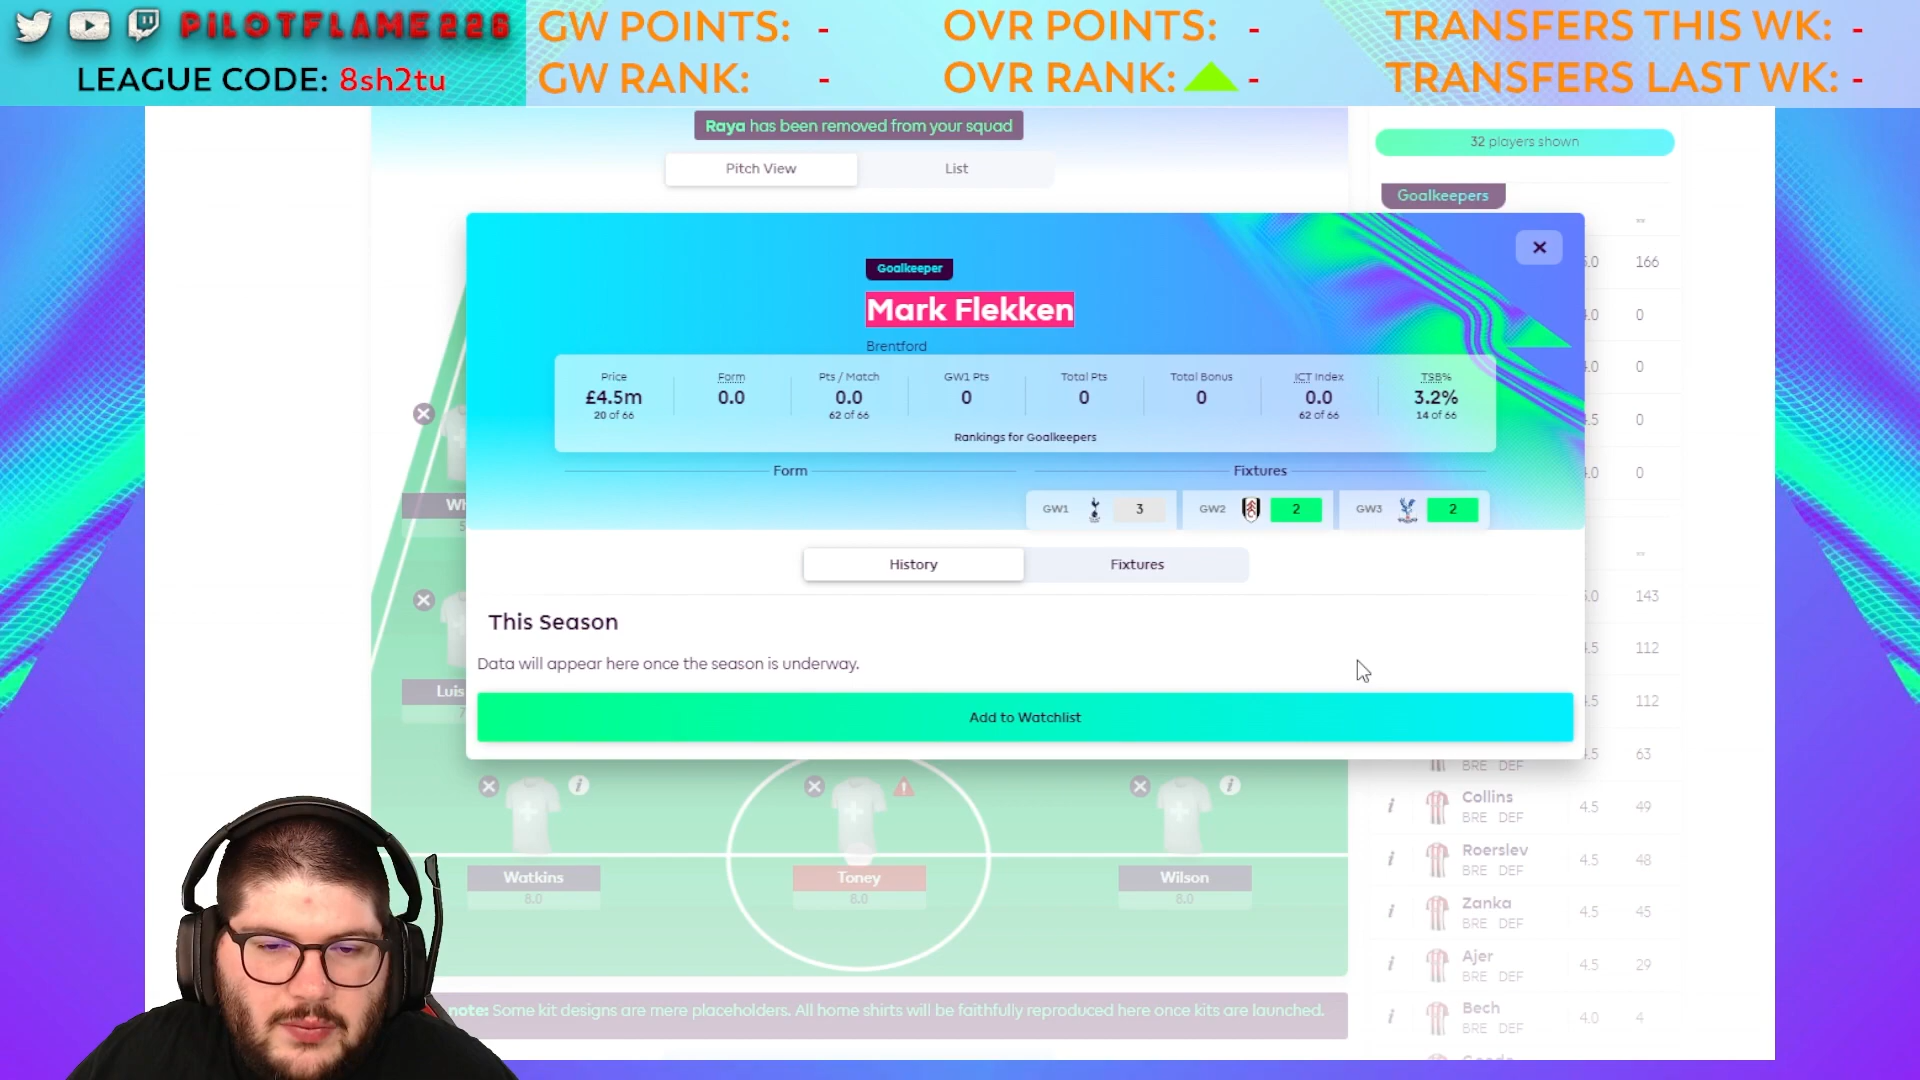 PILOTFLAME226
LEAGUE CODE: 8sh2tu
GW POINTS: -
GW RANK: -
OVR POINTS: -
OVR RANK: -
TRANSFERS THIS WK: -
TRANSFERS LAST WK: -
Raya has been removed from your squad
Pitch View
List
32 players shown
Goalkeepers
166
0
0
0
0
143
112
112
63
Goalkeeper
Mark Flekken
Brentford
Price
£4.5m
20 of 66
Form
0.0
Pts / Match
0.0
62 of 66
GW1 Pts
0
Total Pts
0
Total Bonus
0
ICT Index
0.0
62 of 66
TSB%
3.2%
14 of 66
Rankings for Goalkeepers
Form
Fixtures
GW1 3
GW2 2
GW3 2
History
Fixtures
This Season
Data will appear here once the season is underway.
Add to Watchlist
Luis
Watkins
8.0
Toney
8.0
Wilson
8.0
BRE DEF
Collins 4.5 49
BRE DEF
Roerslev 4.5 48
BRE DEF
Zanka 4.5 45
BRE DEF
Ajer 4.5 29
BRE DEF
Bech 4.0 4
BRE DEF
note: Some kit designs are mere placeholders. All home shirts will be faithfully reproduced here once kits are launched.